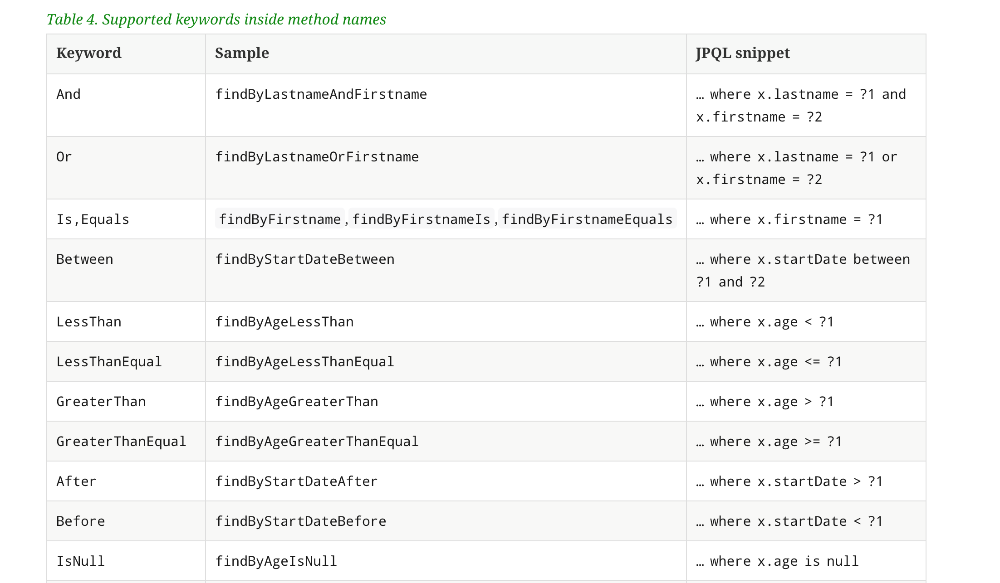 Table 4. Supported keywords inside method names
Keyword Sample JPQL snippet
And findByLastnameAndFirstname … where x.lastname = ?1 and
x.firstname = ?2
Or findByLastnameOrFirstname … where x.lastname = ?1 or
x.firstname = ?2
Is,Equals findByFirstname,findByFirstnameIs,findByFirstnameEquals … where x.firstname = ?1
Between findByStartDateBetween … where x.startDate between
?1 and ?2
LessThan findByAgeLessThan … where x.age < ?1
LessThanEqual findByAgeLessThanEqual … where x.age <= ?1
GreaterThan findByAgeGreaterThan … where x.age > ?1
GreaterThanEqual findByAgeGreaterThanEqual … where x.age >= ?1
After findByStartDateAfter … where x.startDate > ?1
Before findByStartDateBefore … where x.startDate < ?1
IsNull findByAgeIsNull … where x.age is null